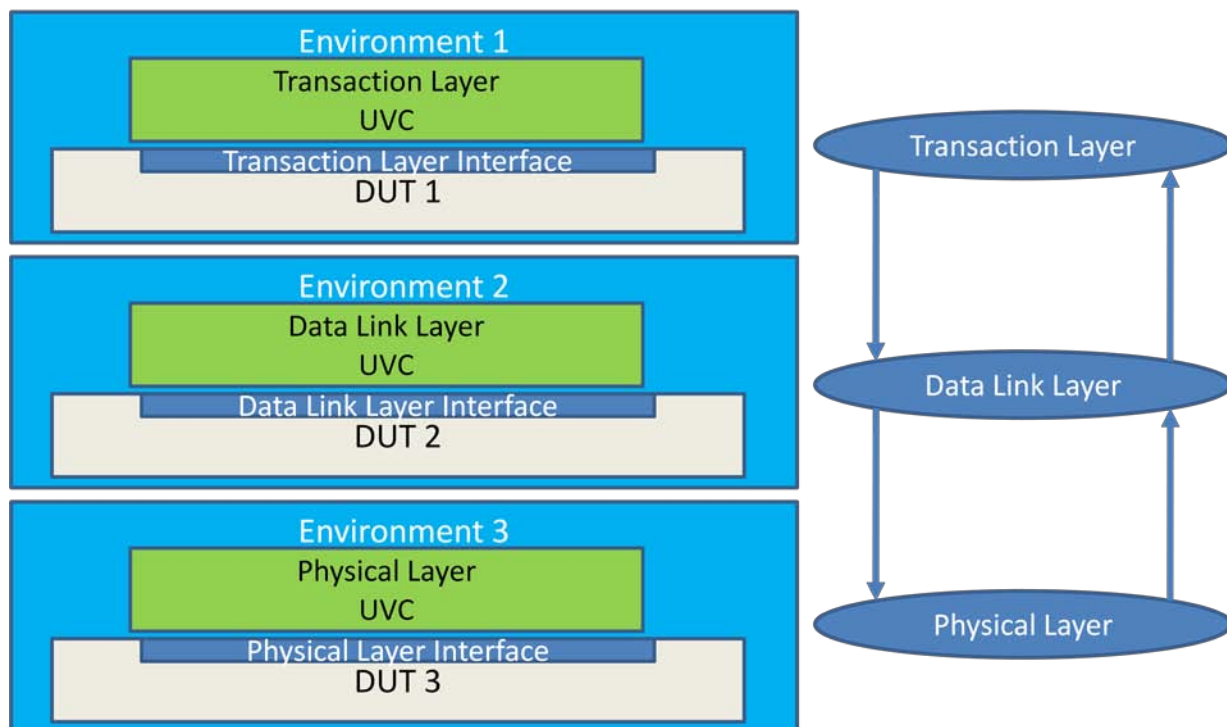 Environment 1
Transaction Layer
UVC
Transaction Layer Interface
DUT 1
Environment 2
Data Link Layer
UVC
Data Link Layer Interface
DUT 2
Environment 3
Physical Layer
UVC
Physical Layer Interface
DUT 3
Transaction Layer
Data Link Layer
Physical Layer